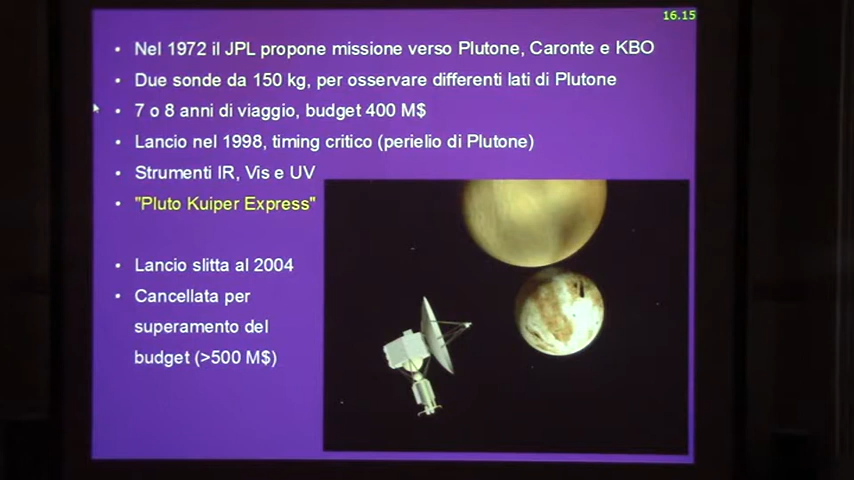 16.15
• Nel 1972 il JPL propone missione verso Plutone, Caronte e KBO
• Due sonde da 150 kg, per osservare differenti lati di Plutone
• 7 o 8 anni di viaggio, budget 400 M$
• Lancio nel 1998, timing critico (perielio di Plutone)
• Strumenti IR, Vis e UV
• "Pluto Kuiper Express"
• Lancio slitta al 2004
• Cancellata per
superamento del
budget (>500 M$)